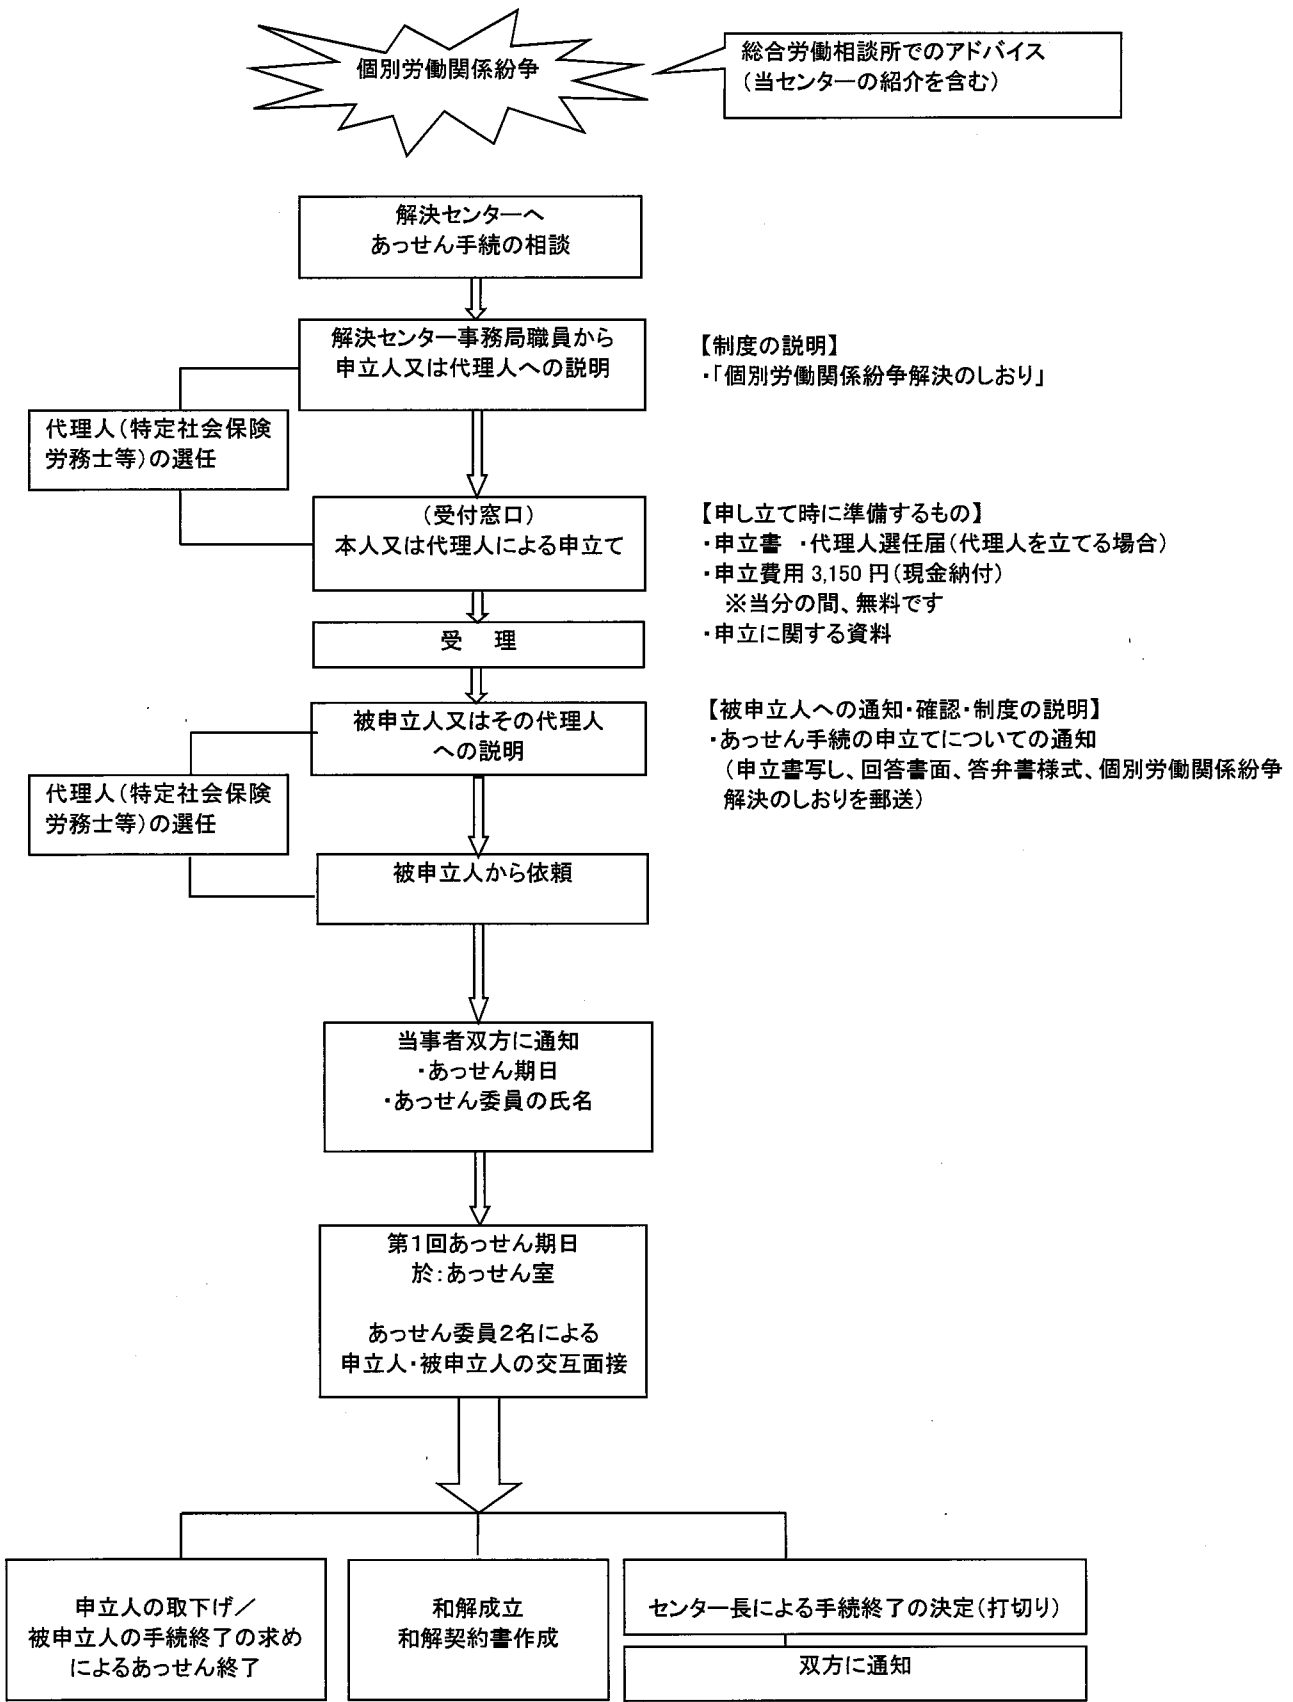 個別労働関係紛争
総合労働相談所でのアドバイス
(当センターの紹介を含む)
解決センターへ
あっせん手続の相談
解決センター事務局職員から
申立人又は代理人への説明
【制度の説明】
・「個別労働関係紛争解決のしおり」
代理人(特定社会保険
労務士等)の選任
(受付窓口)
本人又は代理人による申立て
【申し立て時に準備するもの】
・申立書 ・代理人選任届(代理人を立てる場合)
・申立費用 3,150 円(現金納付)
※当分の間、無料です
・申立に関する資料
受 理
被申立人又はその代理人
への説明
【被申立人への通知・確認・制度の説明】
・あっせん手続の申立てについての通知
(申立書写し、回答書面、答弁書様式、個別労働関係紛争
解決のしおりを郵送)
代理人(特定社会保険
労務士等)の選任
被申立人から依頼
当事者双方に通知
・あっせん期日
・あっせん委員の氏名
第1回あっせん期日
於:あっせん室
あっせん委員2名による
申立人・被申立人の交互面接
申立人の取下げ/
被申立人の手続終了の求め
によるあっせん終了
和解成立
和解契約書作成
センター長による手続終了の決定(打切り)
双方に通知